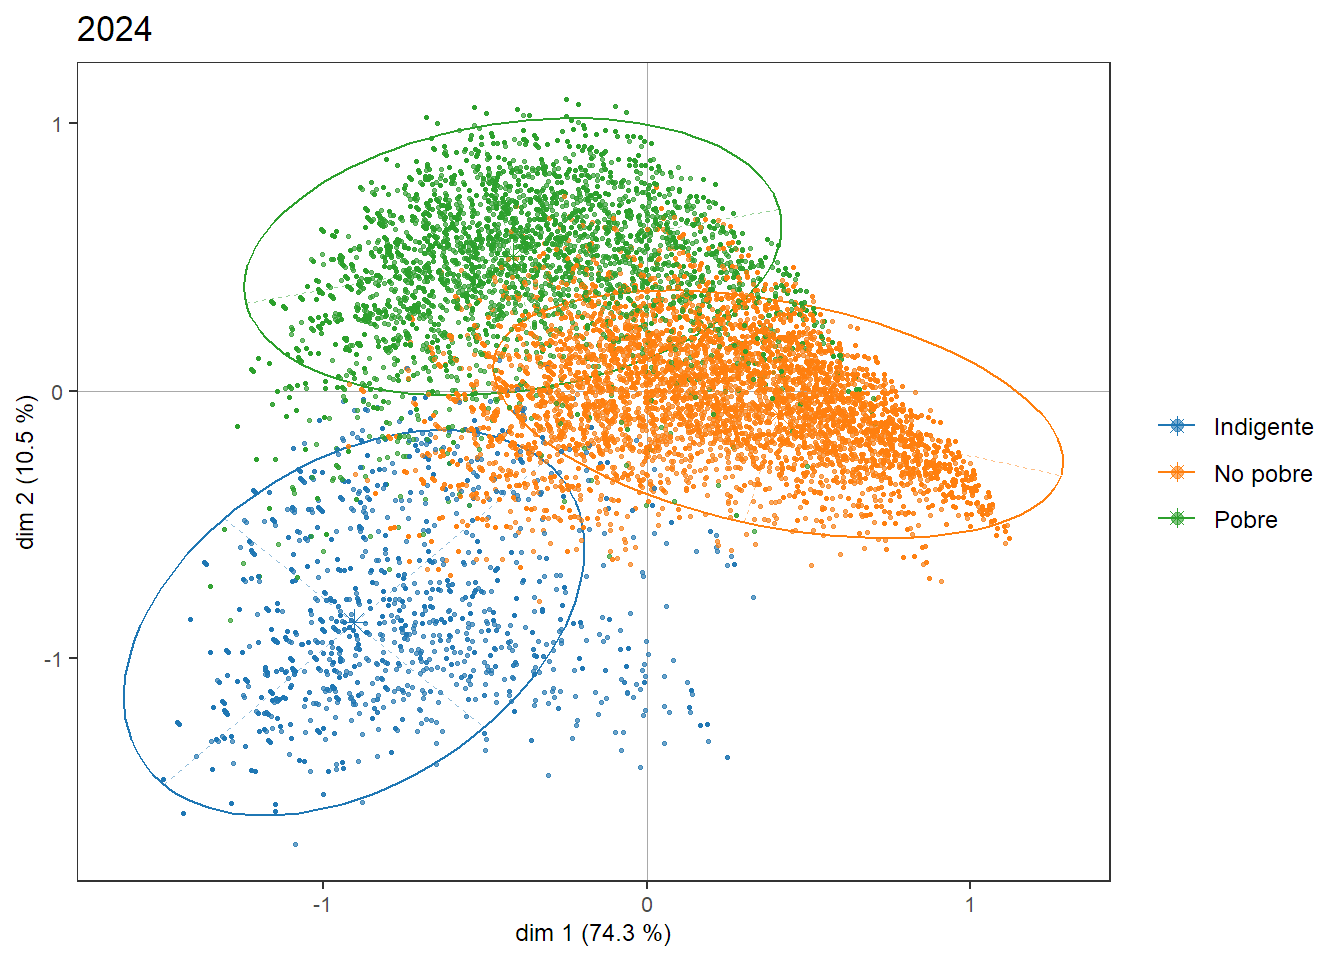 2024
1
0
-1
dim 2 (10.5 %)
-1
0
1
dim 1 (74.3 %)
Indigente
No pobre
Pobre